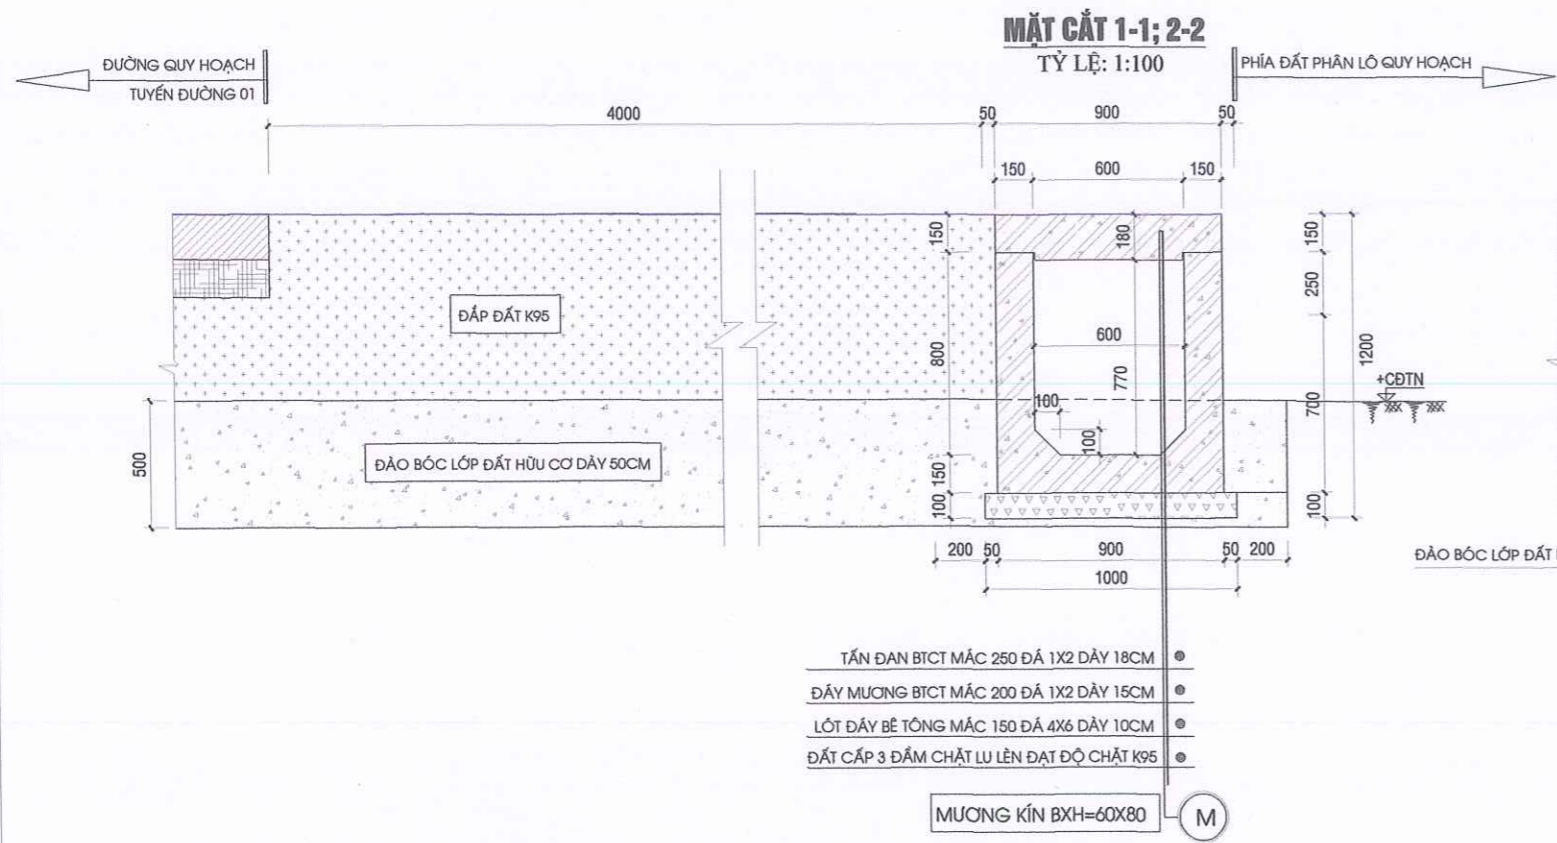 MẶT CẮT 1-1; 2-2
TỶ LỆ: 1:100
ĐƯỜNG QUY HOẠCH
TUYẾN ĐƯỜNG 01
PHÍA ĐẤT PHÂN LÔ QUY HOẠCH
4000 50 900 50
150 600 150
150 180 150
250
ĐẮP ĐẤT K95
800 600 770 1200
+CĐTN
100 700
500 ĐÀO BÓC LỚP ĐẤT HỮU CƠ DÀY 50CM 150 100
100 100
200 50 900 50 200
1000
ĐÀO BÓC LỚP ĐẤT
TẤN ĐAN BTCT MÁC 250 ĐÁ 1X2 DÀY 18CM
ĐÁY MƯƠNG BTCT MÁC 200 ĐÁ 1X2 DÀY 15CM
LÓT ĐÁY BÊ TÔNG MÁC 150 ĐÁ 4X6 DÀY 10CM
ĐẤT CẤP 3 ĐẦM CHẶT LU LÈN ĐẠT ĐỘ CHẶT K95
MƯƠNG KÍN BXH=60X80 M